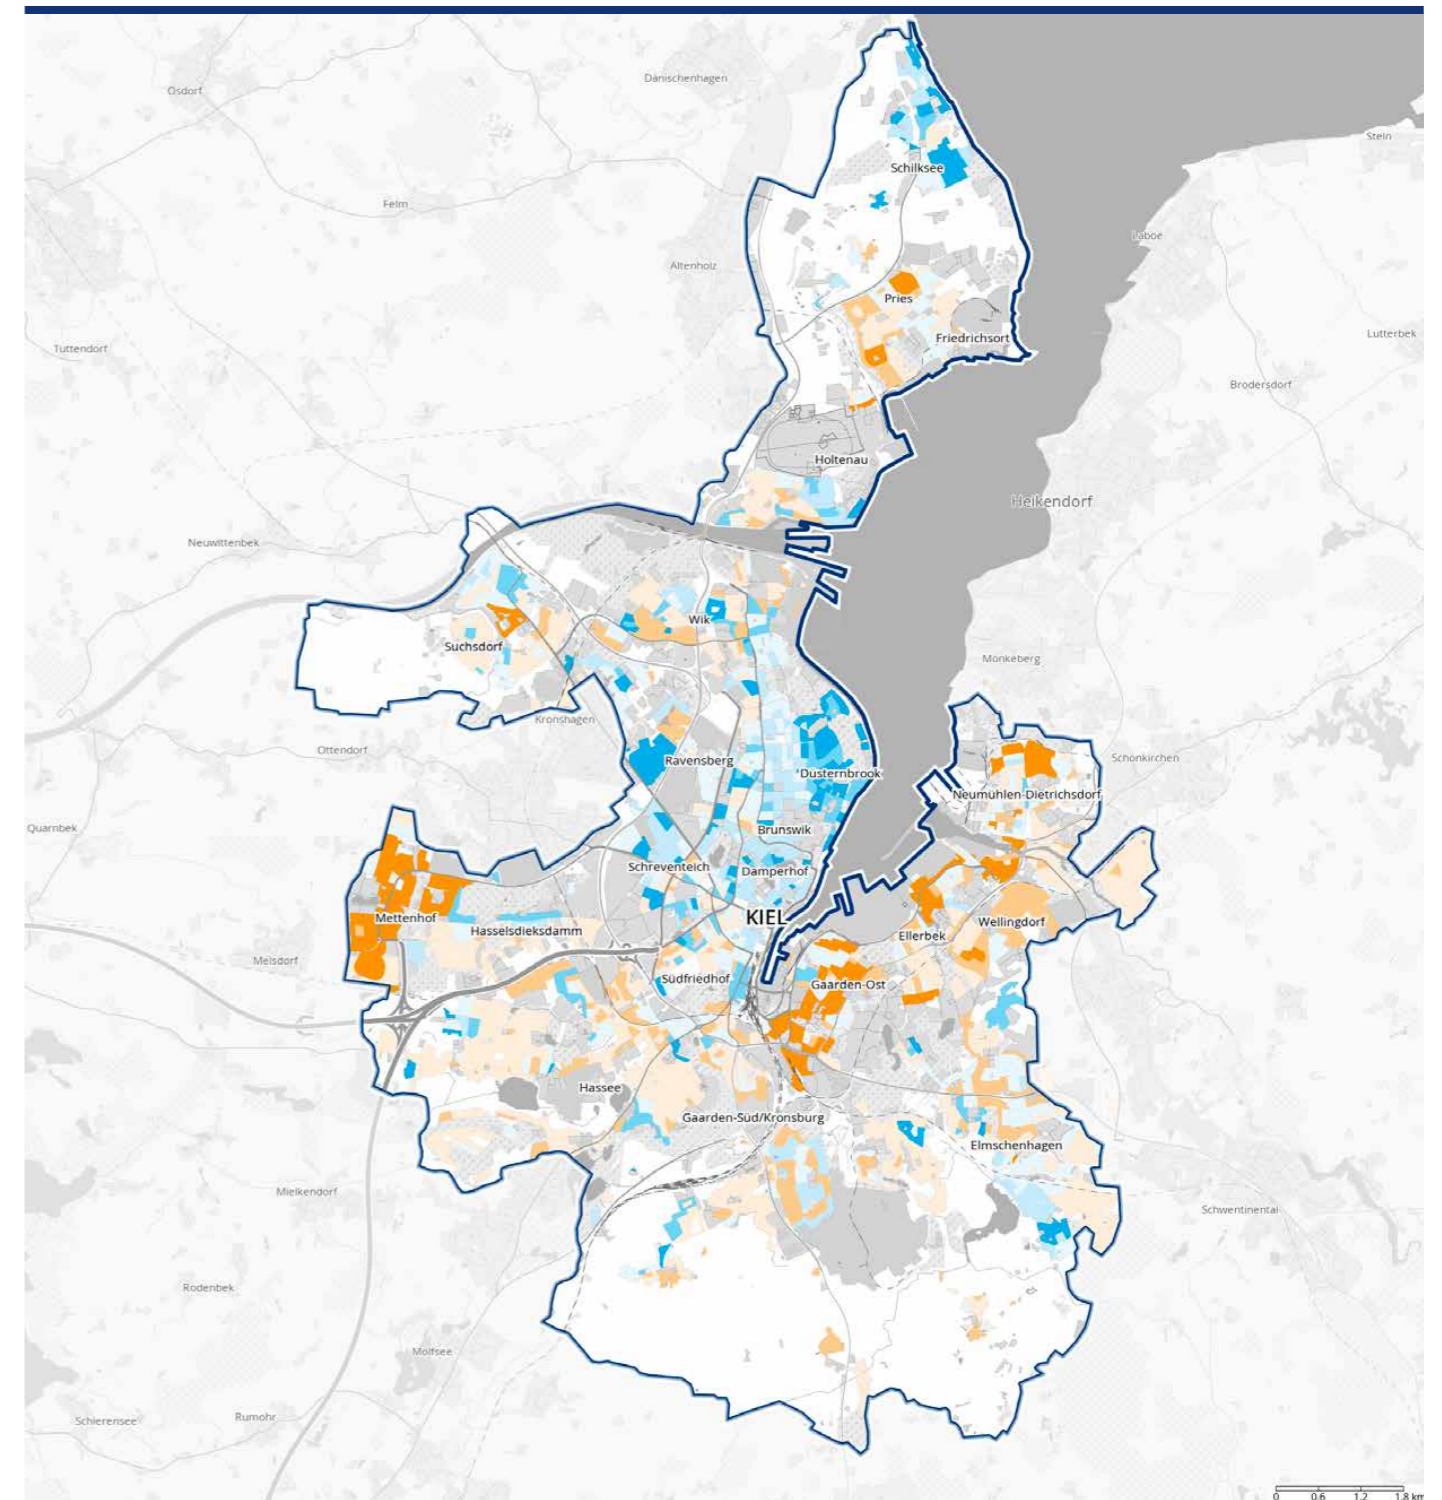 Dänischenhagen
Osdorf
Stein
Schilksee
Felm
Laboe
Altenholz
Pries
Lutterbek
Friedrichsort
Tuttendorf
Brodersdorf
Holtenau
Heikendorf
Neuwittenbek
Wik
Suchsdorf
Mönkeberg
Kronshagen
Ottendorf
Schönkirchen
Ravensberg
Düsternbrook
Neumühlen-Dietrichsdorf
Quarnbek
Brunswik
Schreventeich
Damperhof
Mettenhof
KIEL
Wellingdorf
Hasselsdieksdamm
Ellerbek
Melsdorf
Südfriedhof
Gaarden-Ost
Hassee
Gaarden-Süd/Kronsburg
Elmschenhagen
Mielkendorf
Schwentinental
Rodenbek
Molfsee
Schierensee
Rumohr
0 0.6 1.2 1.8 km